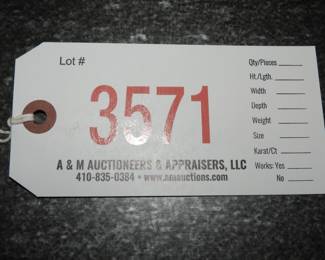 Lot #
3571
A & M AUCTIONEERS & APPRAISERS, LLC
410-835-0384 • www.amauctions.com
Qty/Pieces
Ht./Lgth.
Width
Depth
Weight
Size
Karat/Ct
Works: Yes
No